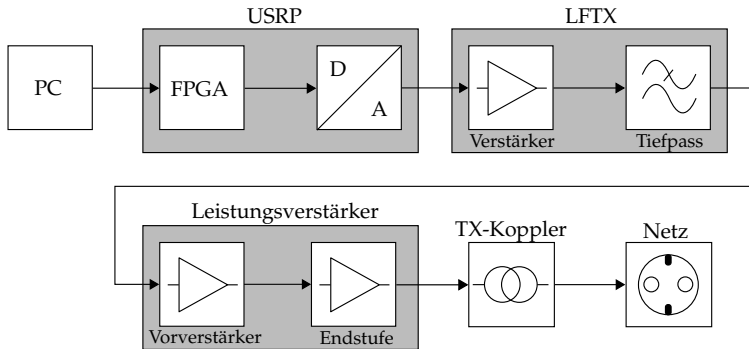 USRP
LFTX
PC
FPGA
D
A
Verstärker
Tiefpass
Leistungsverstärker
TX-Koppler
Netz
Vorverstärker
Endstufe